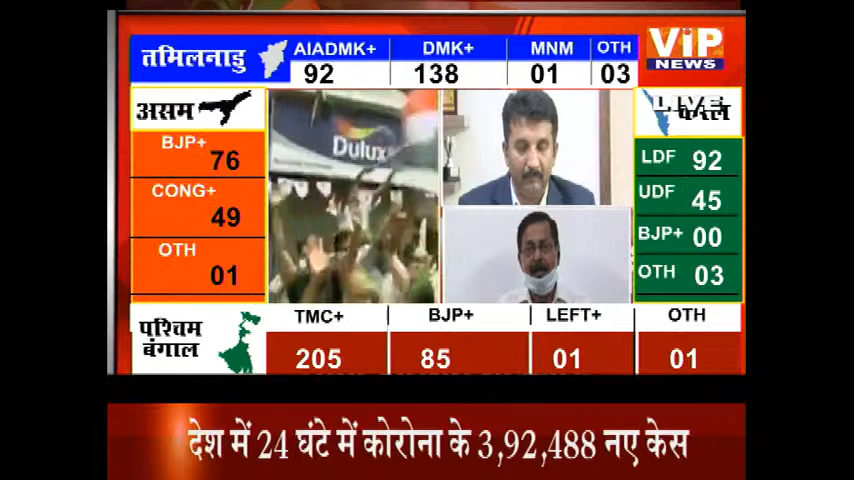 तमिलनाडु
AIADMK+ DMK+ MNM OTH
92 138 01 03
ViP
NEWS
LIVE
असम
BJP+
76
CONG+
49
OTH
01
Dulux
LDF 92
UDF 45
BJP+ 00
OTH 03
पश्चिम
बंगाल
TMC+ BJP+ LEFT+ OTH
205 85 01 01
देश में 24 घंटे में कोरोना के 3,92,488 नए केस